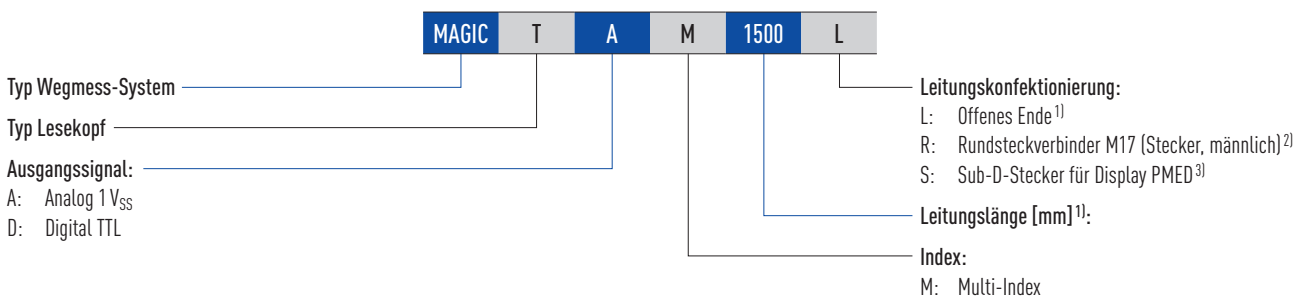 MAGIC T A M 1500 L
Typ Wegmess-System
Typ Lesekopf
Ausgangssignal:
A: Analog 1 VSS
D: Digital TTL
Leitungskonfektionierung:
L: Offenes Ende 1)
R: Rundsteckverbinder M17 (Stecker, männlich) 2)
S: Sub-D-Stecker für Display PMED 3)
Leitungslänge [mm] 1):
Index:
M: Multi-Index